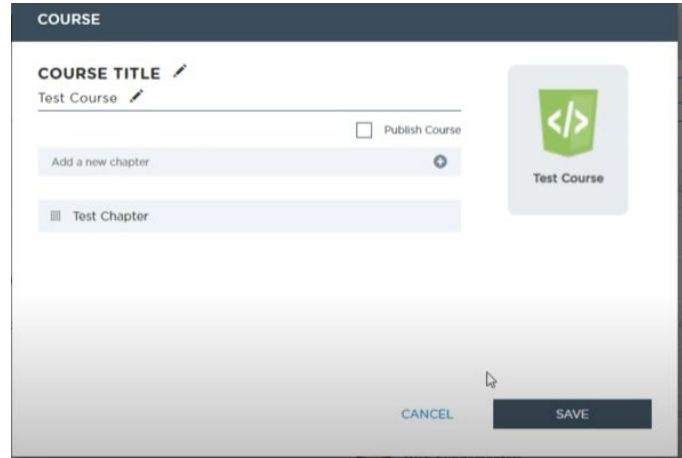 COURSE
COURSE TITLE
Test Course
Publish Course
Add a new chapter
Test Chapter
</>
Test Course
CANCEL
SAVE